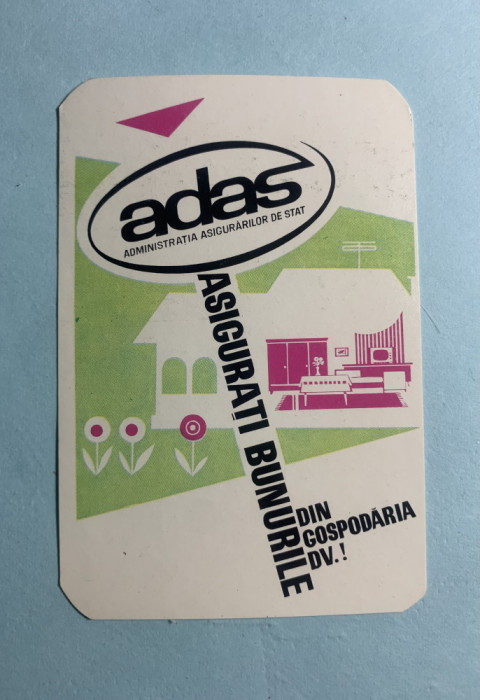 adas
ADMINISTRATIA ASIGURĂRILOR DE STAT
ASIGURAȚI BUNURILE
DIN
GOSPODĂRIA
DV.!